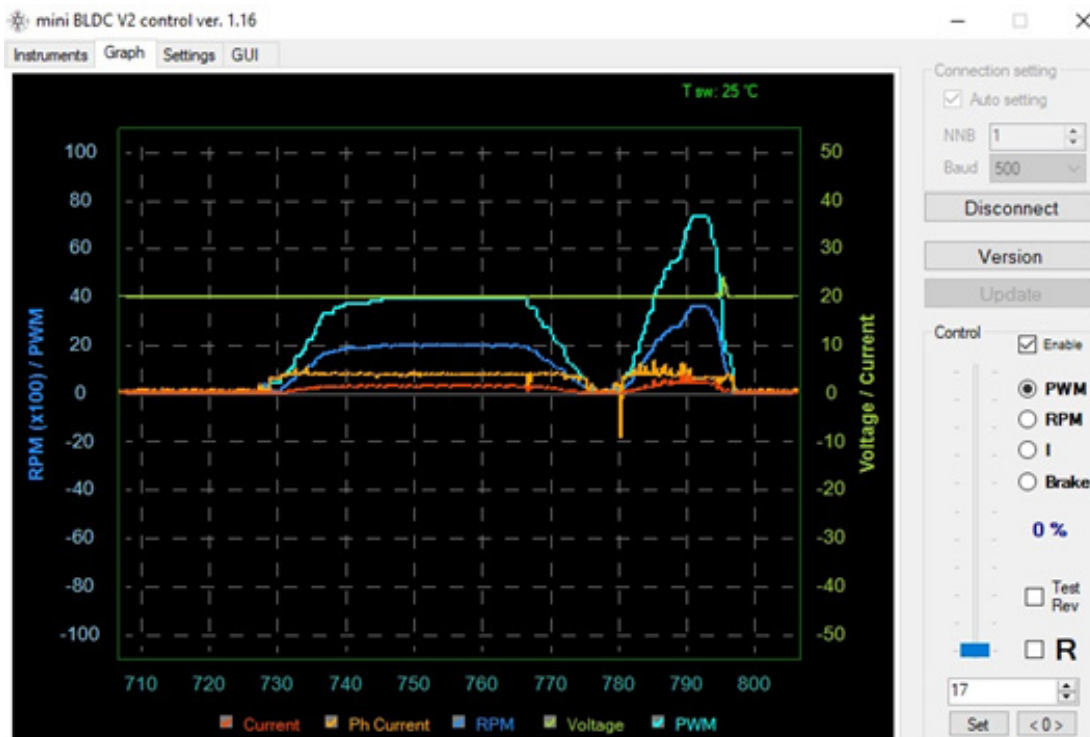 mini BLDC V2 control ver. 1.16
Instruments Graph Settings GUI
T sw: 25 °C
RPM (x100) / PWM
100
80
60
40
20
0
-20
-40
-60
-80
-100
50
40
30
20
10
0
-10
-20
-30
-40
-50
Voltage / Current
710 720 730 740 750 760 770 780 790 800
Current Ph Current RPM Voltage PWM
Connection setting
Auto setting
NNB 1
Baud 500
Disconnect
Version
Update
Control
Enable
PWM
RPM
I
Brake
0 %
Test
Rev
R
17
Set < 0 >